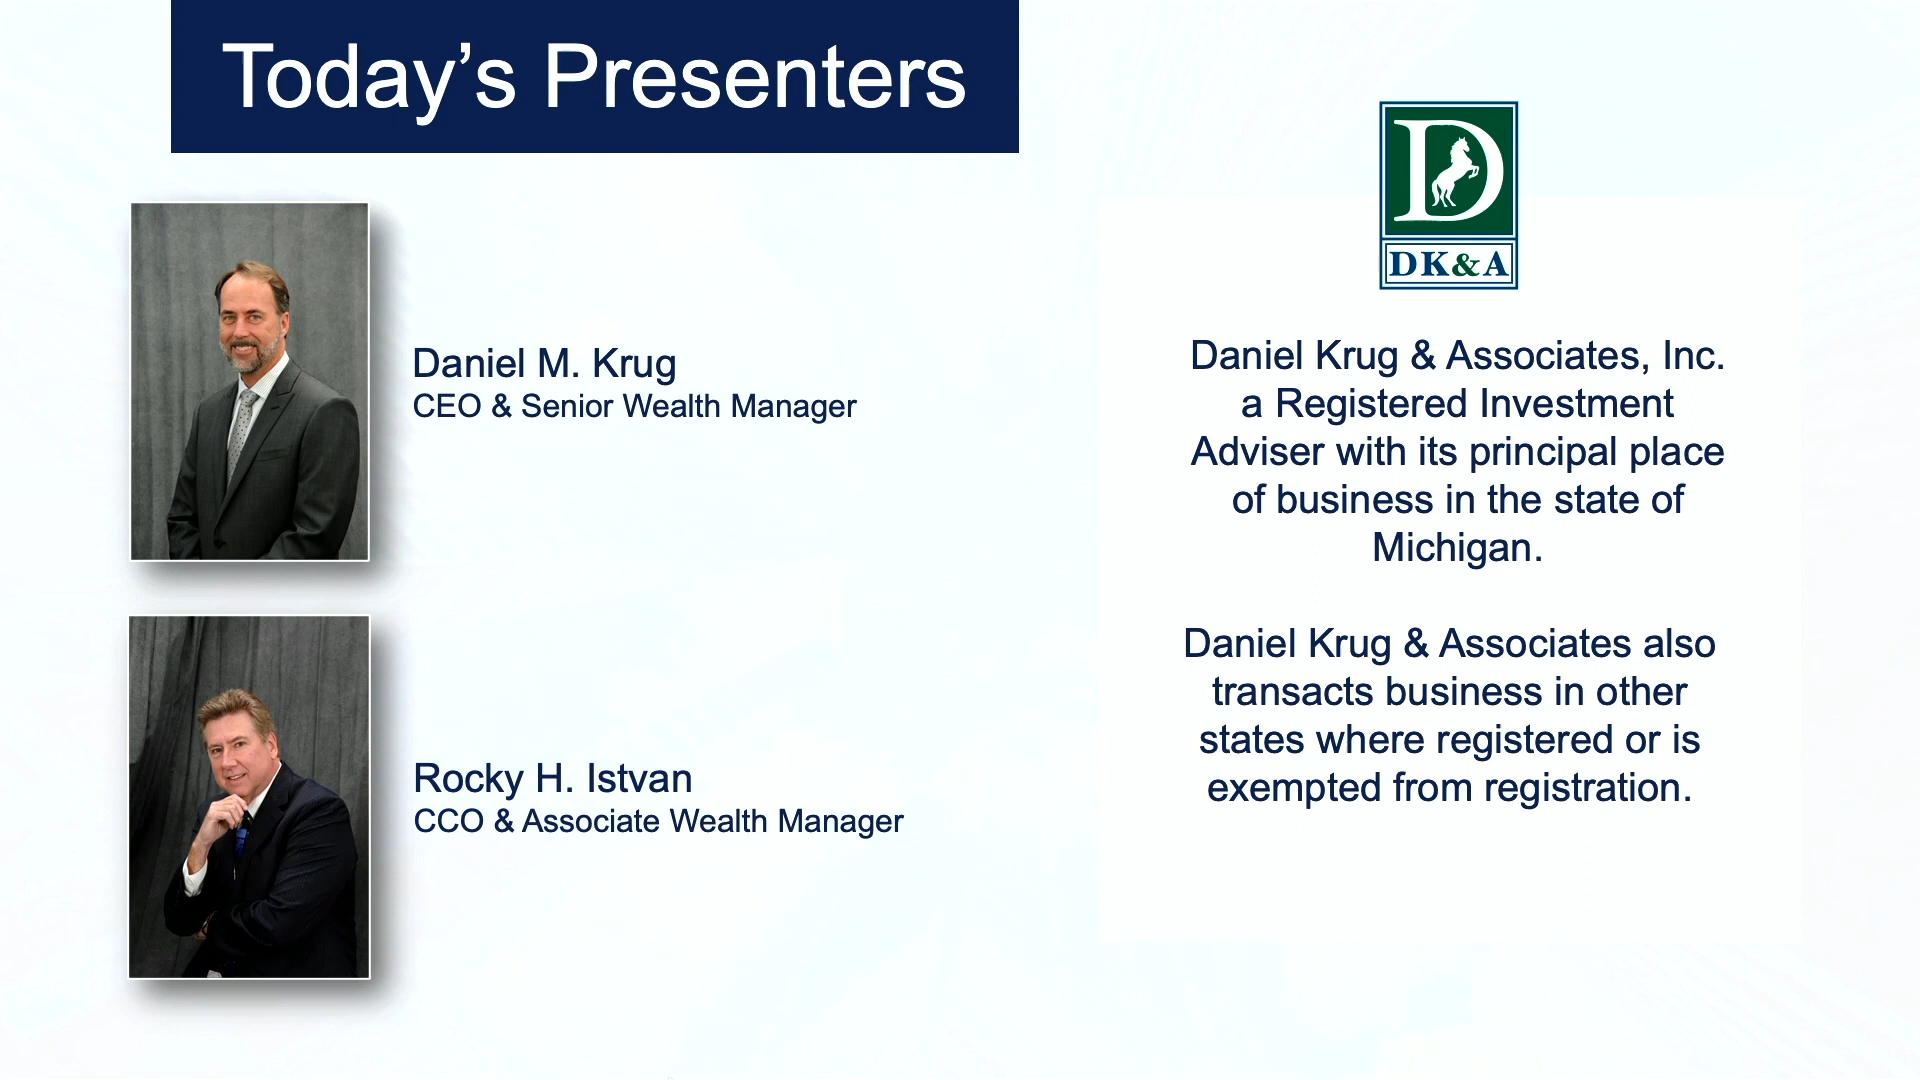 Today’s Presenters
Daniel M. Krug
CEO & Senior Wealth Manager
Rocky H. Istvan
CCO & Associate Wealth Manager
D
DK&A
Daniel Krug & Associates, Inc.
a Registered Investment
Adviser with its principal place
of business in the state of
Michigan.
Daniel Krug & Associates also
transacts business in other
states where registered or is
exempted from registration.